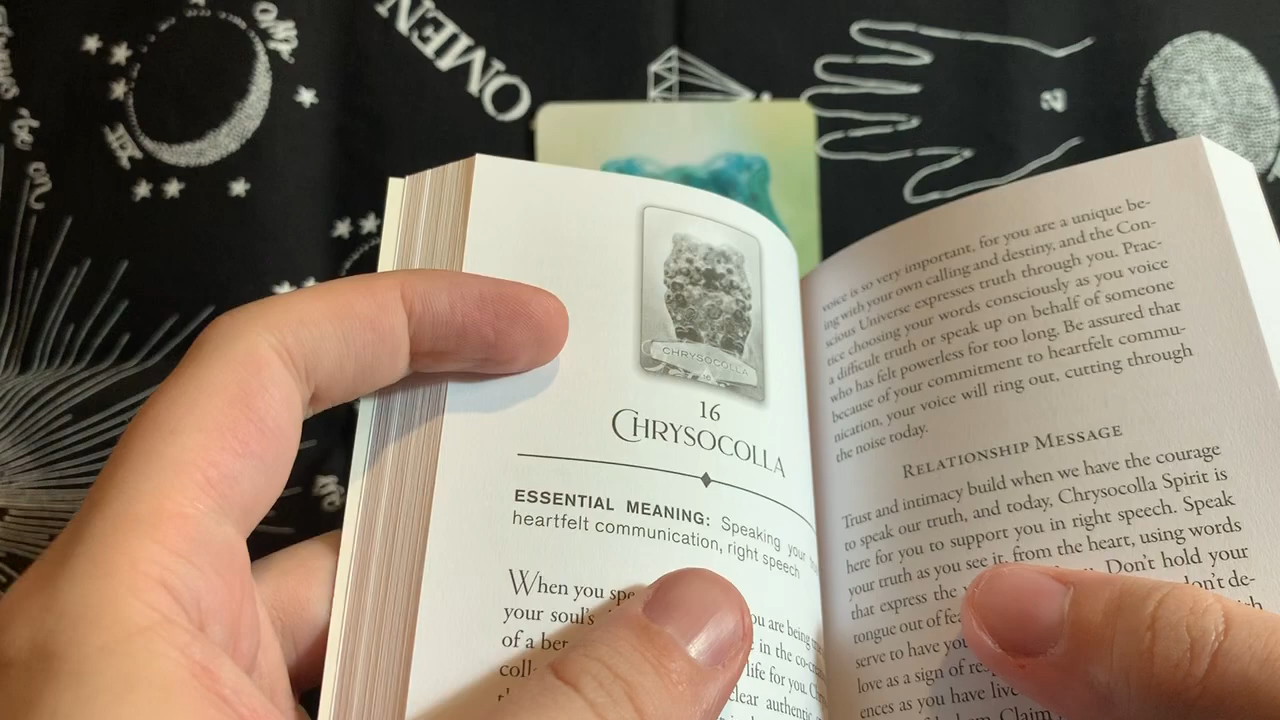 OMEN
VII
be or
2
CHRYSOCOLLA
16
16
CHRYSOCOLLA
ESSENTIAL MEANING: Speaking your
heartfelt communication, right speech
When you spe
your soul's
of a be
coll
you are being
in the co-cre
life for you. C
clear authentic
voice is so very important, for you are a unique be-
ing with your own calling and destiny, and the Con-
scious Universe expresses truth through you. Prac-
tice choosing your words consciously as you voice
a difficult truth or speak up on behalf of someone
who has felt powerless for too long. Be assured that
because of your commitment to heartfelt commu-
nication, your voice will ring out, cutting through
the noise today.
RELATIONSHIP MESSAGE
Trust and intimacy build when we have the courage
to speak our truth, and today, Chrysocolla Spirit is
here for you to support you in right speech. Speak
your truth as you see it, from the heart, using words
that express the Don't hold your
tongue out of fea don't de-
serve to have you
love as a sign of res
ences as you have live
Claim